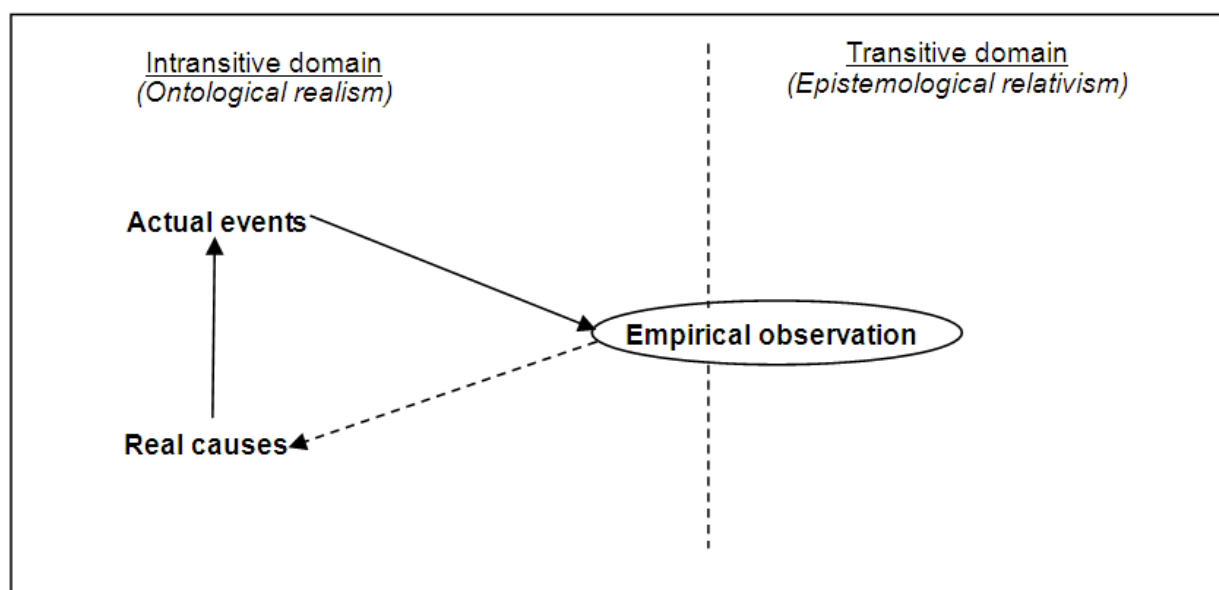 Intransitive domain
(Ontological realism)
Transitive domain
(Epistemological relativism)
Actual events
Empirical observation
Real causes